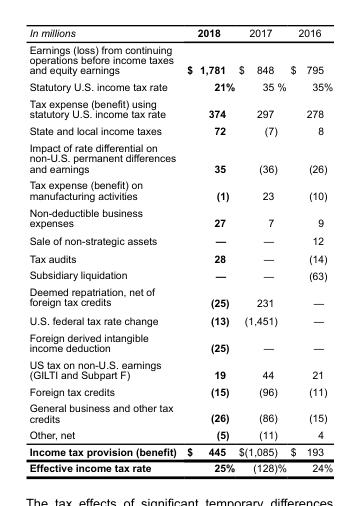 In millions 2018 2017 2016
Earnings (loss) from continuing
operations before income taxes
and equity earnings $ 1,781 $ 848 $ 795
Statutory U.S. income tax rate 21% 35 % 35%
Tax expense (benefit) using
statutory U.S. income tax rate 374 297 278
State and local income taxes 72 (7) 8
Impact of rate differential on
non-U.S. permanent differences
and earnings 35 (36) (26)
Tax expense (benefit) on
manufacturing activities (1) 23 (10)
Non-deductible business
expenses 27 7 9
Sale of non-strategic assets — — 12
Tax audits 28 — (14)
Subsidiary liquidation — — (63)
Deemed repatriation, net of
foreign tax credits (25) 231 —
U.S. federal tax rate change (13) (1,451) —
Foreign derived intangible
income deduction (25) — —
US tax on non-U.S. earnings
(GILTI and Subpart F) 19 44 21
Foreign tax credits (15) (96) (11)
General business and other tax
credits (26) (86) (15)
Other, net (5) (11) 4
Income tax provision (benefit) $ 445 $(1,085) $ 193
Effective income tax rate 25% (128)% 24%
The tax effects of significant temporary differences